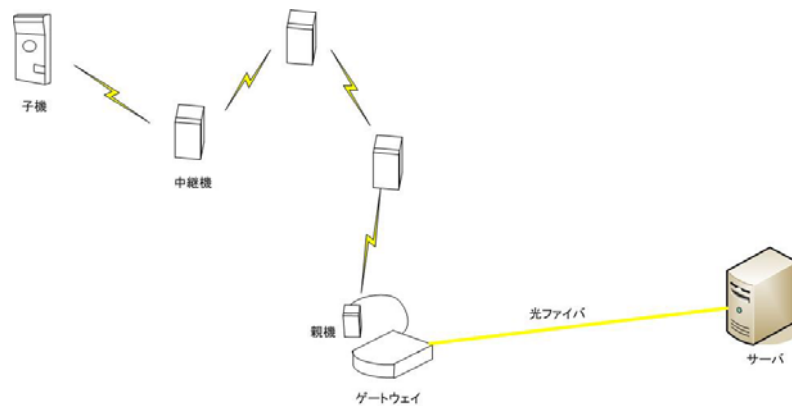 子機
中継機
親機
光ファイバ
サーバ
ゲートウェイ